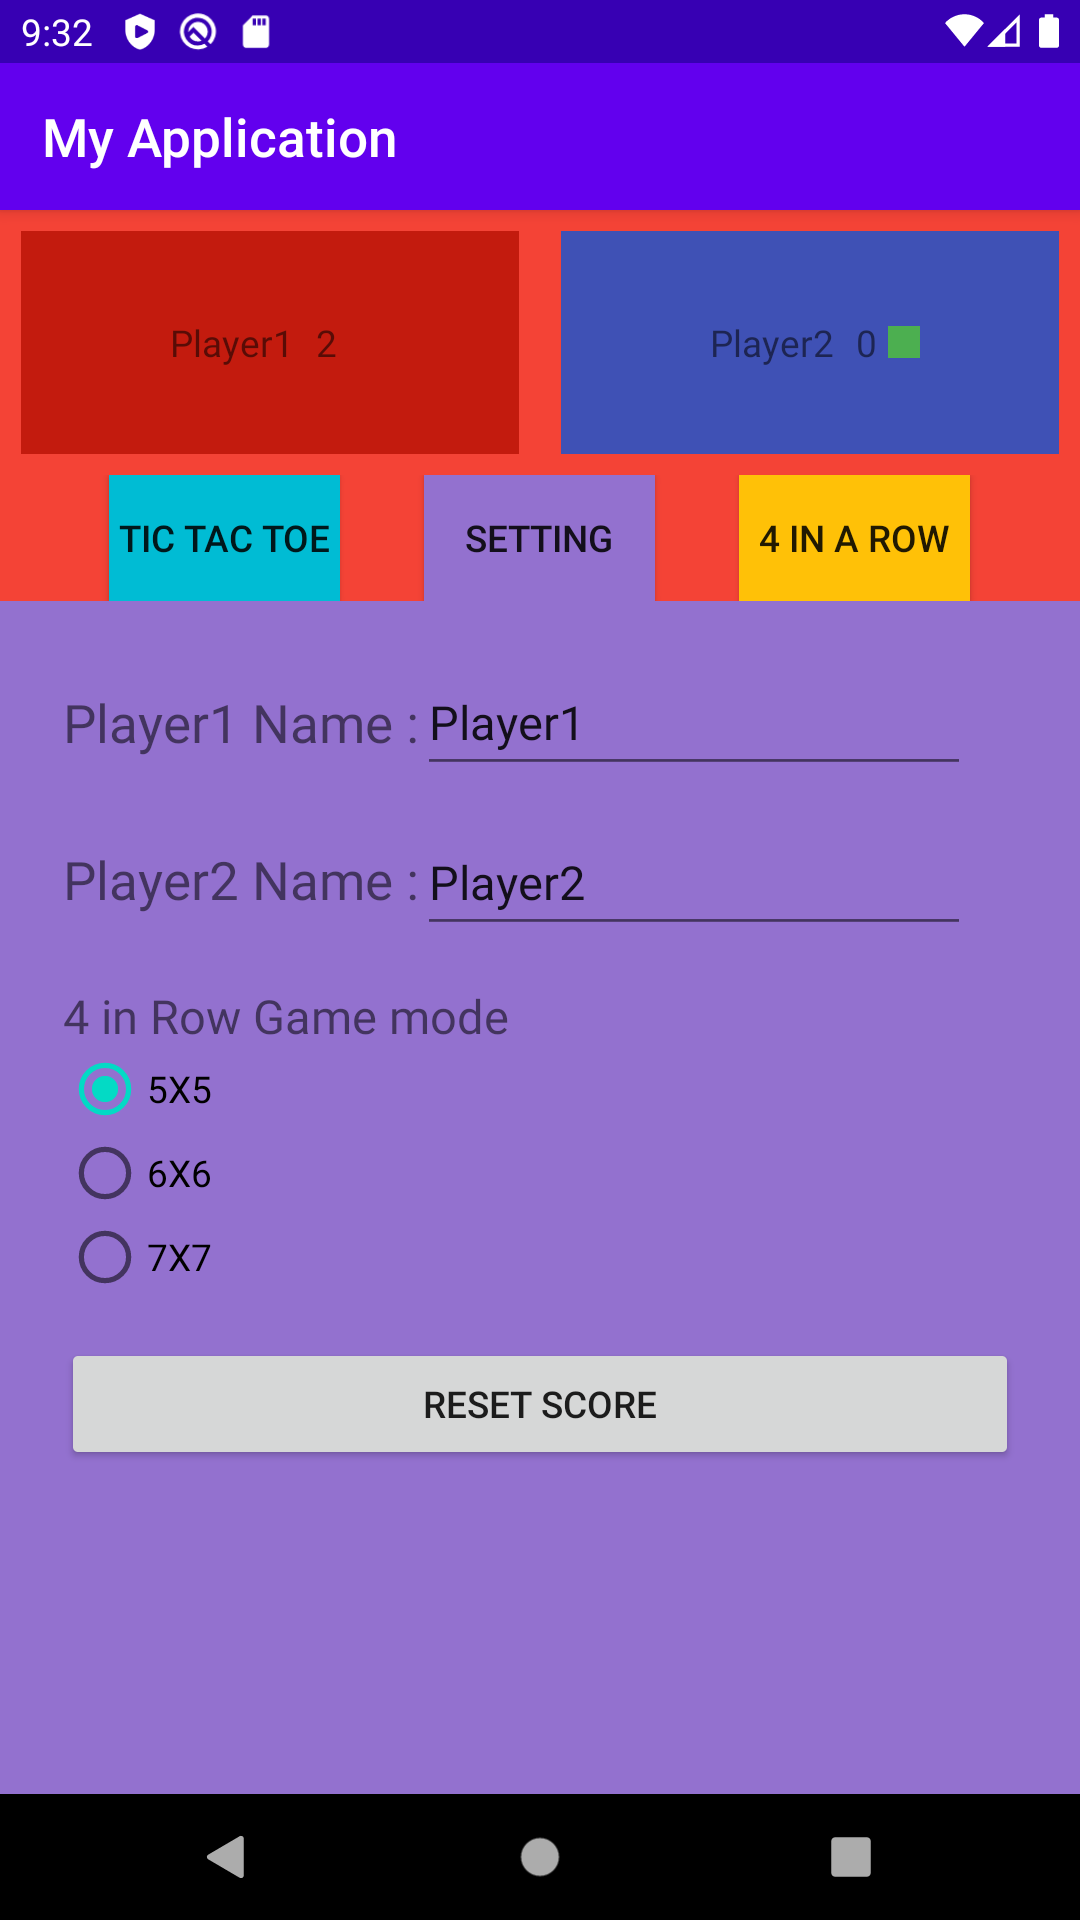 9:32
My Application
Player1 2
Player2 0
TIC TAC TOE
SETTING
4 IN A ROW
Player1 Name : Player1
Player2 Name : Player2
4 in Row Game mode
5X5
6X6
7X7
RESET SCORE